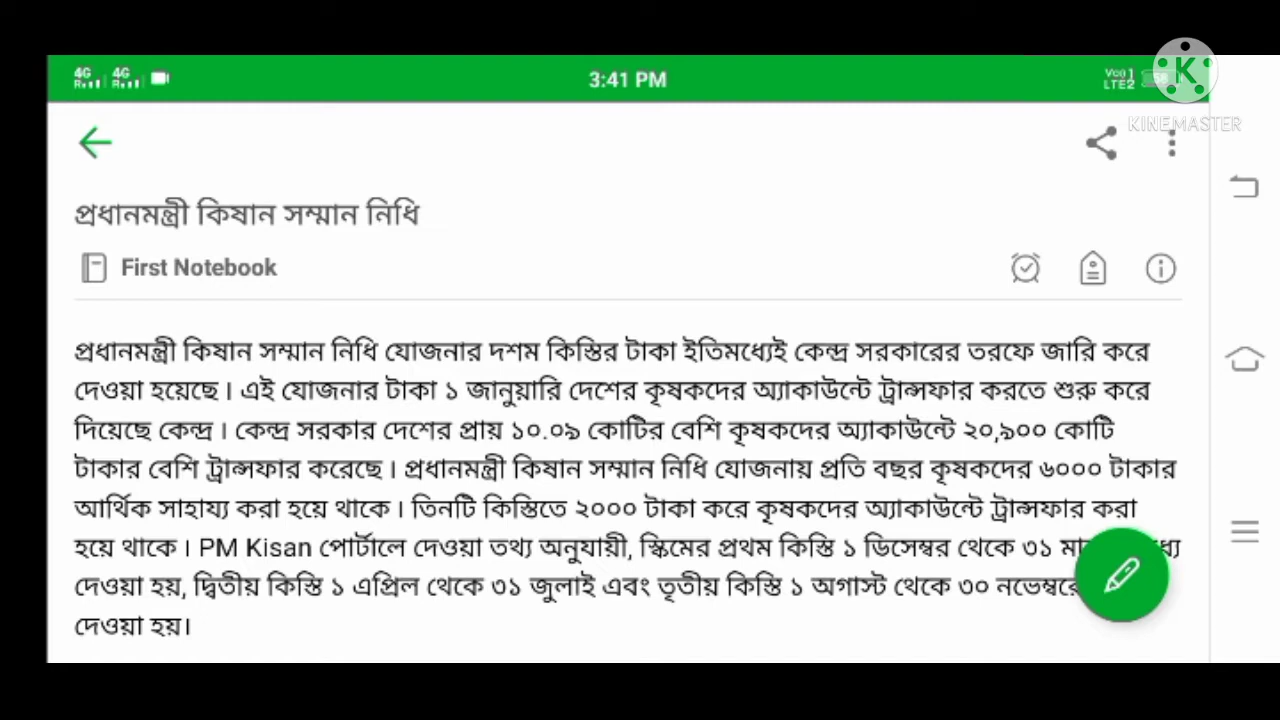 4G 4G
3:41 PM
LTE2
KINEMASTER
প্রধানমন্ত্রী কিষান সম্মান নিধি
First Notebook
প্রধানমন্ত্রী কিষান সম্মান নিধি যোজনার দশম কিস্তির টাকা ইতিমধ্যেই কেন্দ্র সরকারের তরফে জারি করে
দেওয়া হয়েছে। এই যোজনার টাকা ১ জানুয়ারি দেশের কৃষকদের অ্যাকাউন্টে ট্রান্সফার করতে শুরু করে
দিয়েছে কেন্দ্র। কেন্দ্র সরকার দেশের প্রায় ১০.০৯ কোটির বেশি কৃষকদের অ্যাকাউন্টে ২০,৯০০ কোটি
টাকার বেশি ট্রান্সফার করেছে। প্রধানমন্ত্রী কিষান সম্মান নিধি যোজনায় প্রতি বছর কৃষকদের ৬০০০ টাকার
আর্থিক সাহায্য করা হয়ে থাকে। তিনটি কিস্তিতে ২০০০ টাকা করে কৃষকদের অ্যাকাউন্টে ট্রান্সফার করা
হয়ে থাকে। PM Kisan পোর্টালে দেওয়া তথ্য অনুযায়ী, স্কিমের প্রথম কিস্তি ১ ডিসেম্বর থেকে ৩১
দেওয়া হয়, দ্বিতীয় কিস্তি ১ এপ্রিল থেকে ৩১ জুলাই এবং তৃতীয় কিস্তি ১ অগাস্ট থেকে ৩০
দেওয়া হয়।